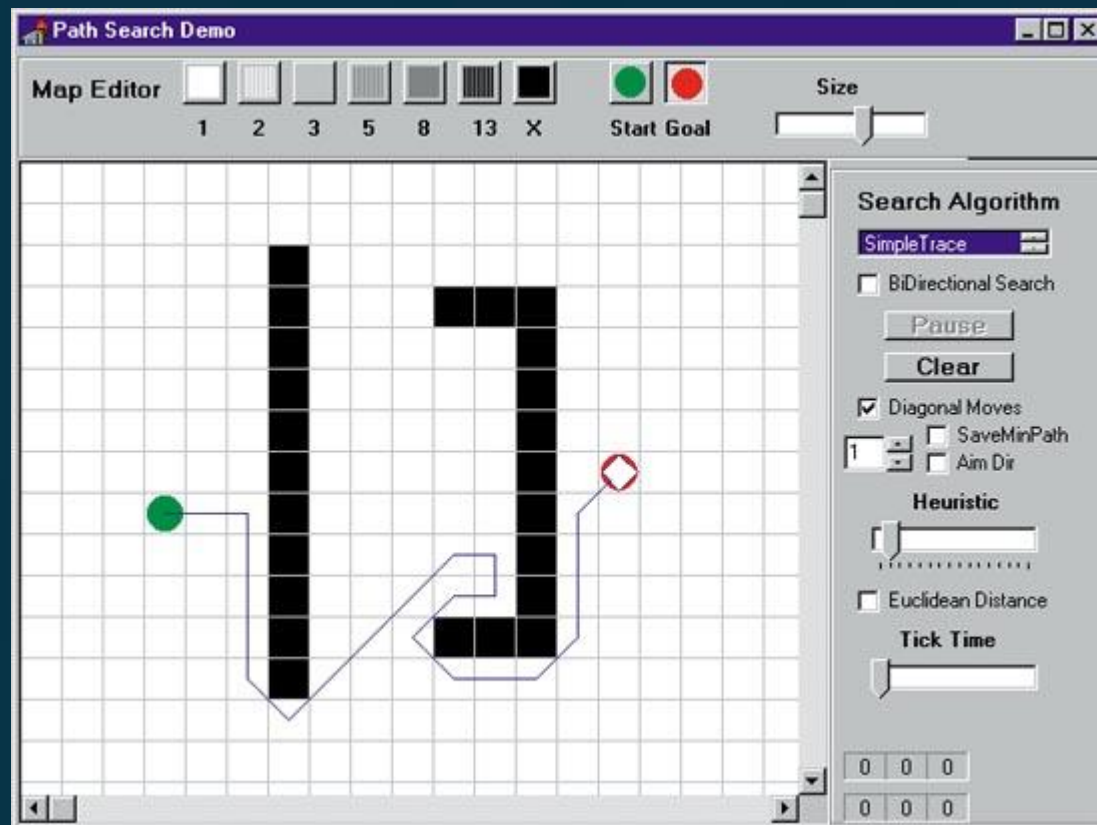 Path Search Demo
Map Editor
1 2 3 5 8 13 X
Start Goal
Size
Search Algorithm
SimpleTrace
BiDirectional Search
Pause
Clear
Diagonal Moves
1
SaveMinPath
Aim Dir
Heuristic
Euclidean Distance
Tick Time
0 0 0
0 0 0